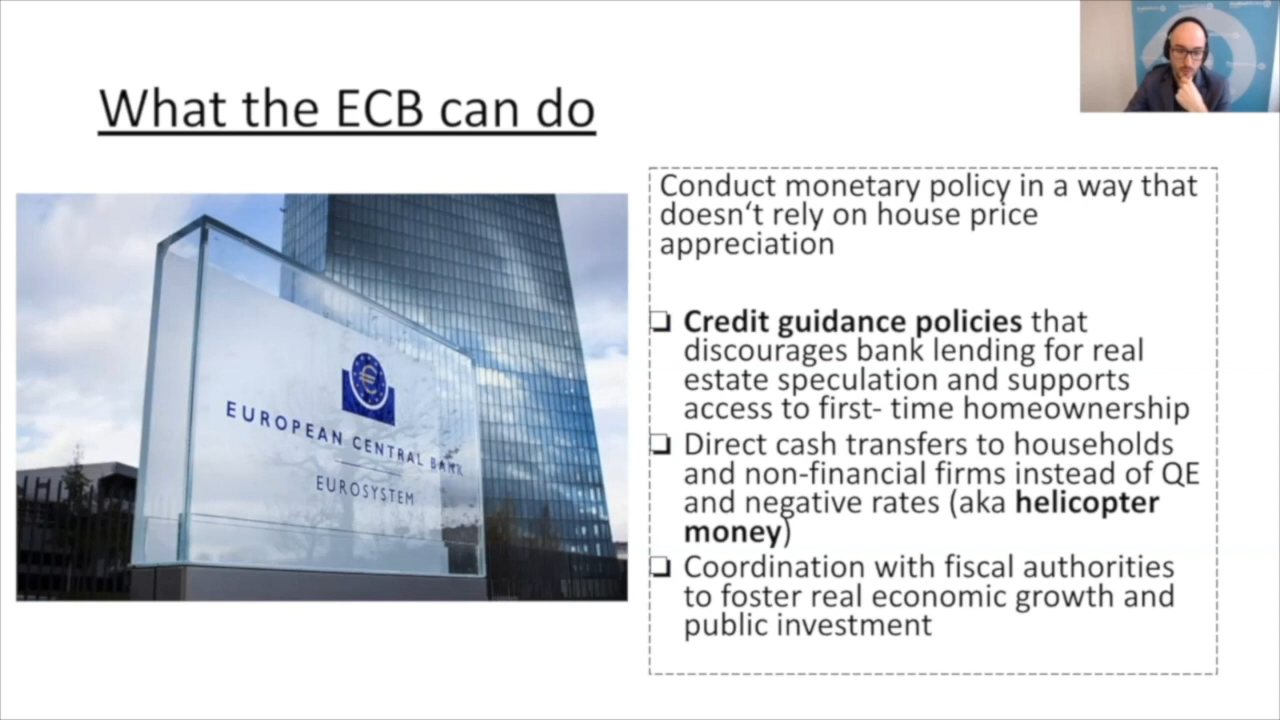 What the ECB can do
Conduct monetary policy in a way that
doesn‘t rely on house price
appreciation
❑ Credit guidance policies that
discourages bank lending for real
estate speculation and supports
access to first- time homeownership
❑ Direct cash transfers to households
and non-financial firms instead of QE
and negative rates (aka helicopter
money)
❑ Coordination with fiscal authorities
to foster real economic growth and
public investment
EUROPEAN CENTRAL BANK
EUROSYSTEM